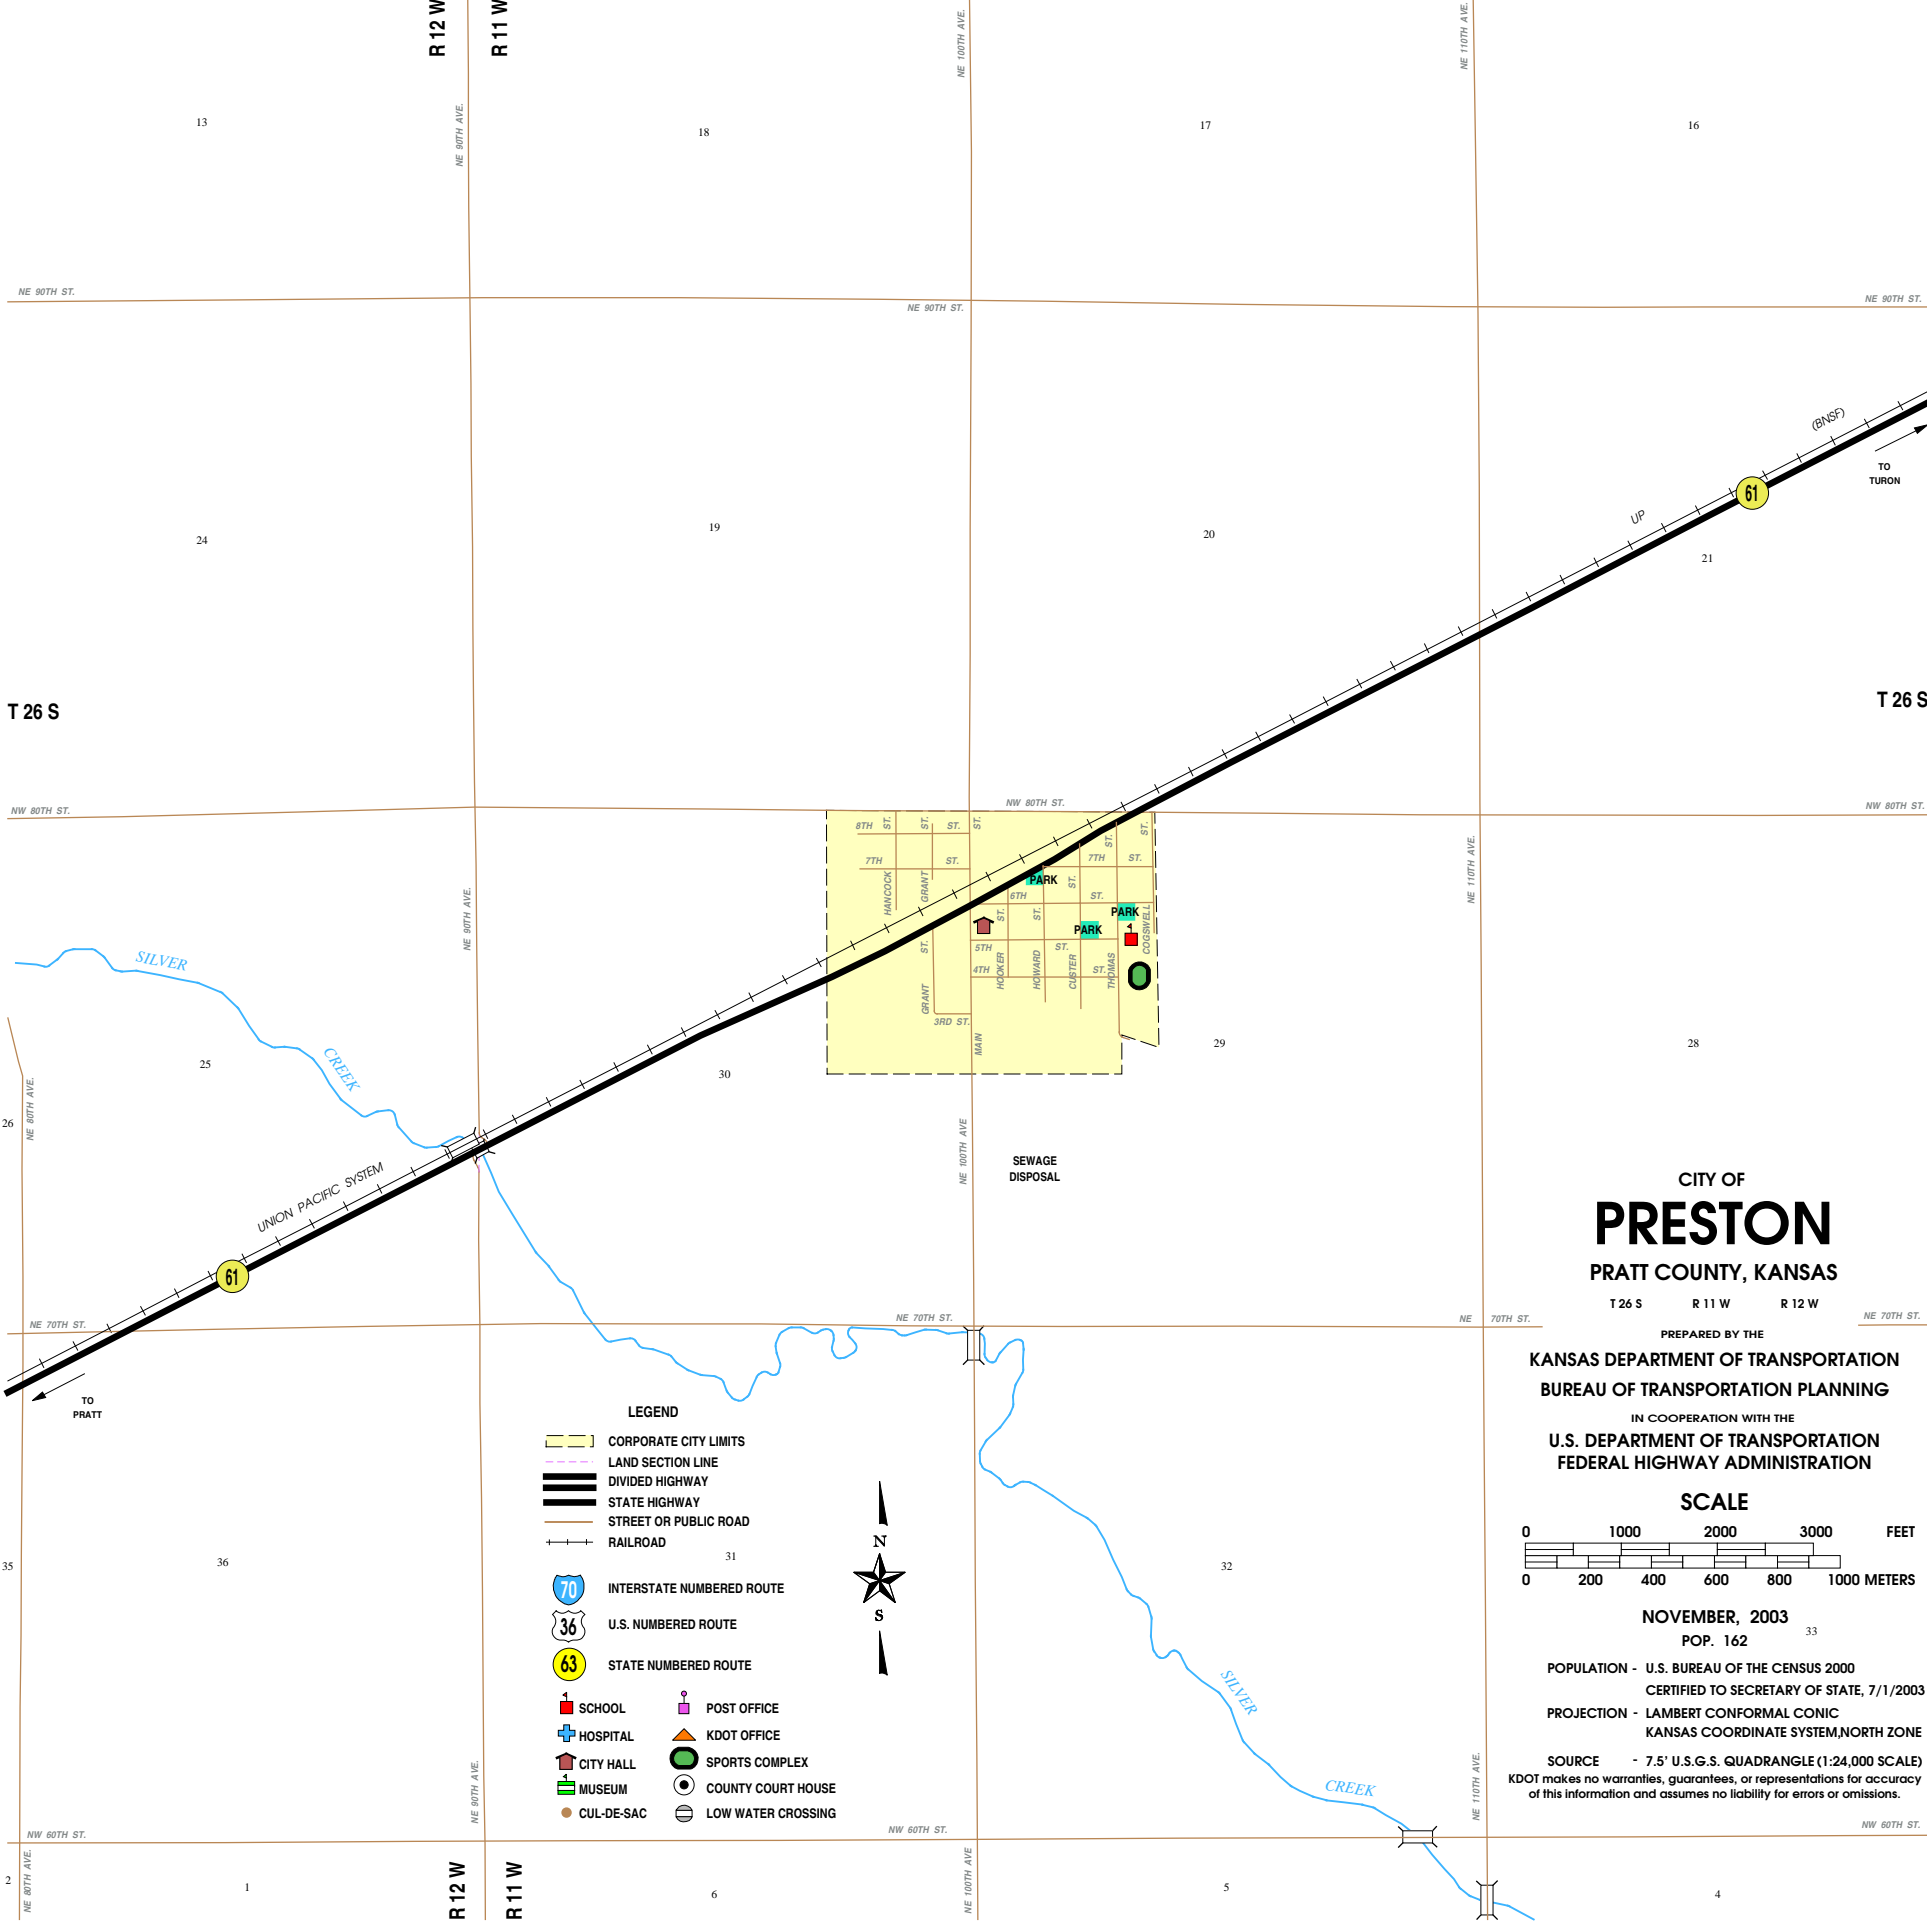 R 12 W
R 11 W
NE 100TH AVE.
NE 110TH AVE.
NE 90TH AVE.
13
18
17
16
NE 90TH ST.
NE 90TH ST.
NE 90TH ST.
(BNSF)
TO
TURON
61
UP
24
19
20
21
T 26 S
T 26 S
NW 80TH ST.
NW 80TH ST.
NW 80TH ST.
8TH ST.
ST.
ST.
ST.
ST.
ST.
7TH ST.
7TH ST.
HANCOCK
GRANT
PARK
ST.
6TH ST.
PARK
PARK
ST.
ST.
ST.
COGSWELL
5TH ST.
4TH ST.
HOOKER
HOWARD
CUSTER
THOMAS
GRANT
3RD ST.
MAIN
NE 90TH AVE.
NE 110TH AVE.
SILVER
CREEK
25
30
29
28
26
NE 80TH AVE.
NE 100TH AVE
SEWAGE
DISPOSAL
UNION PACIFIC SYSTEM
61
NE 70TH ST.
NE 70TH ST.
NE 70TH ST.
NE 70TH ST.
TO
PRATT
CITY OF
PRESTON
PRATT COUNTY, KANSAS
T 26 S R 11 W R 12 W
PREPARED BY THE
KANSAS DEPARTMENT OF TRANSPORTATION
BUREAU OF TRANSPORTATION PLANNING
IN COOPERATION WITH THE
U.S. DEPARTMENT OF TRANSPORTATION
FEDERAL HIGHWAY ADMINISTRATION
SCALE
0 1000 2000 3000 FEET
0 200 400 600 800 1000 METERS
NOVEMBER, 2003
POP. 162
33
POPULATION - U.S. BUREAU OF THE CENSUS 2000
CERTIFIED TO SECRETARY OF STATE, 7/1/2003
PROJECTION - LAMBERT CONFORMAL CONIC
KANSAS COORDINATE SYSTEM,NORTH ZONE
SOURCE - 7.5' U.S.G.S. QUADRANGLE (1:24,000 SCALE)
KDOT makes no warranties, guarantees, or representations for accuracy
of this information and assumes no liability for errors or omissions.
LEGEND
CORPORATE CITY LIMITS
LAND SECTION LINE
DIVIDED HIGHWAY
STATE HIGHWAY
STREET OR PUBLIC ROAD
RAILROAD
70 INTERSTATE NUMBERED ROUTE
36 U.S. NUMBERED ROUTE
63 STATE NUMBERED ROUTE
SCHOOL
POST OFFICE
HOSPITAL
KDOT OFFICE
CITY HALL
SPORTS COMPLEX
MUSEUM
COUNTY COURT HOUSE
CUL-DE-SAC
LOW WATER CROSSING
N
S
35
36
31
32
SILVER
CREEK
NE 90TH AVE.
NE 110TH AVE.
NW 60TH ST.
NW 60TH ST.
NW 60TH ST.
NE 80TH AVE.
NE 100TH AVE
R 12 W
R 11 W
2
1
6
5
4